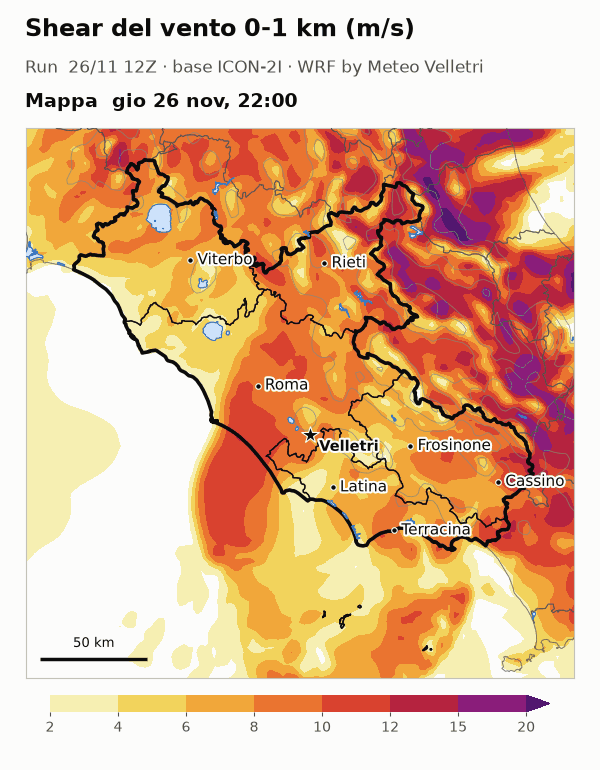 Shear del vento 0-1 km (m/s)
Run  26/11 12Z · base ICON-2I · WRF by Meteo Velletri
Mappa  gio 26 nov, 22:00
Viterbo
Rieti
Roma
Velletri
Frosinone
Cassino
Latina
Terracina
50 km
2 4 6 8 10 12 15 20